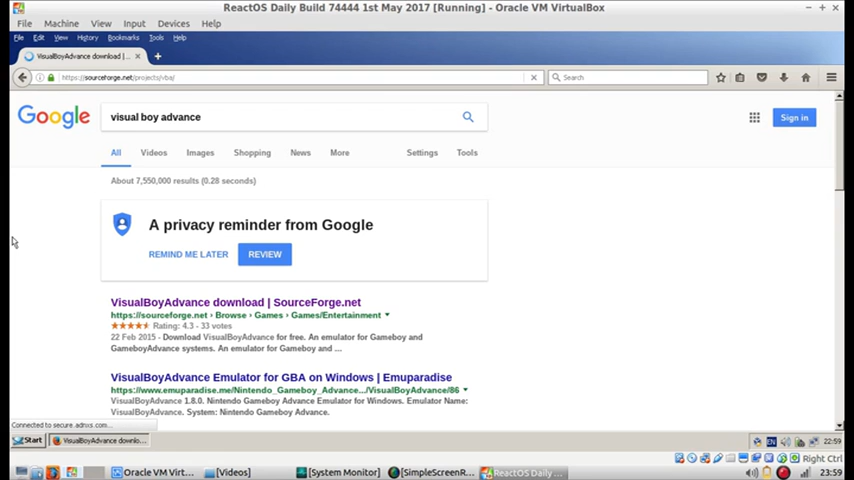 ReactOS Daily Build 74444 1st May 2017 [Running] - Oracle VM VirtualBox
File Machine View Input Devices Help
File Edit View History Bookmarks Tools Help
VisualBoyAdvance download |...
https://sourceforge.net/projects/vba/
Search
Google
visual boy advance
Sign in
All Videos Images Shopping News More Settings Tools
About 7,550,000 results (0.28 seconds)
A privacy reminder from Google
REMIND ME LATER REVIEW
VisualBoyAdvance download | SourceForge.net
https://sourceforge.net › Browse › Games › Games/Entertainment
Rating: 4.3 - 33 votes
22 Feb 2015 - Download VisualBoyAdvance for free. An emulator for Gameboy and
GameboyAdvance systems. An emulator for Gameboy and ...
VisualBoyAdvance Emulator for GBA on Windows | Emuparadise
https://www.emuparadise.me/Nintendo_Gameboy_Advance.../VisualBoyAdvance/86
VisualBoyAdvance 1.8.0. Nintendo Gameboy Advance Emulator for Windows. Emulator Name:
VisualBoyAdvance. System: Nintendo Gameboy Advance.
Connected to secure.adnxs.com...
Start VisualBoyAdvance downlo... EN 22:59
Right Ctrl
Oracle VM Virt... [Videos] [System Monitor] [SimpleScreenR... ReactOS Daily ... 23:59